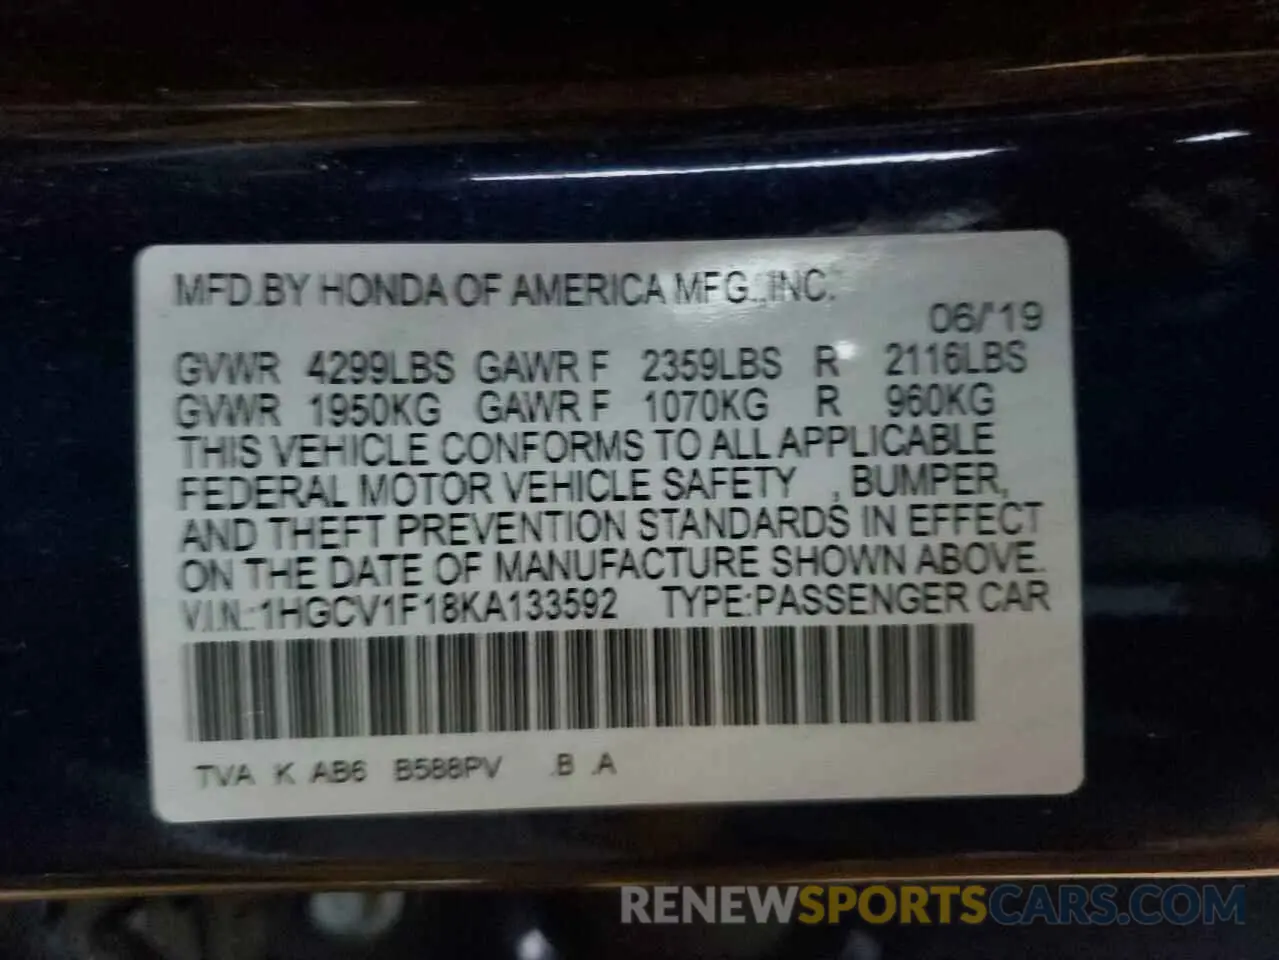 MFD.BY HONDA OF AMERICA MFG.,INC.
06/'19
GVWR 4299LBS GAWR F 2359LBS R 2116LBS
GVWR 1950KG GAWR F 1070KG R 960KG
THIS VEHICLE CONFORMS TO ALL APPLICABLE
FEDERAL MOTOR VEHICLE SAFETY , BUMPER,
AND THEFT PREVENTION STANDARDS IN EFFECT
ON THE DATE OF MANUFACTURE SHOWN ABOVE.
V.I.N.:1HGCV1F18KA133592 TYPE:PASSENGER CAR
TVA K AB6 B588PV .B .A
RENEWSPORTSCARS.COM